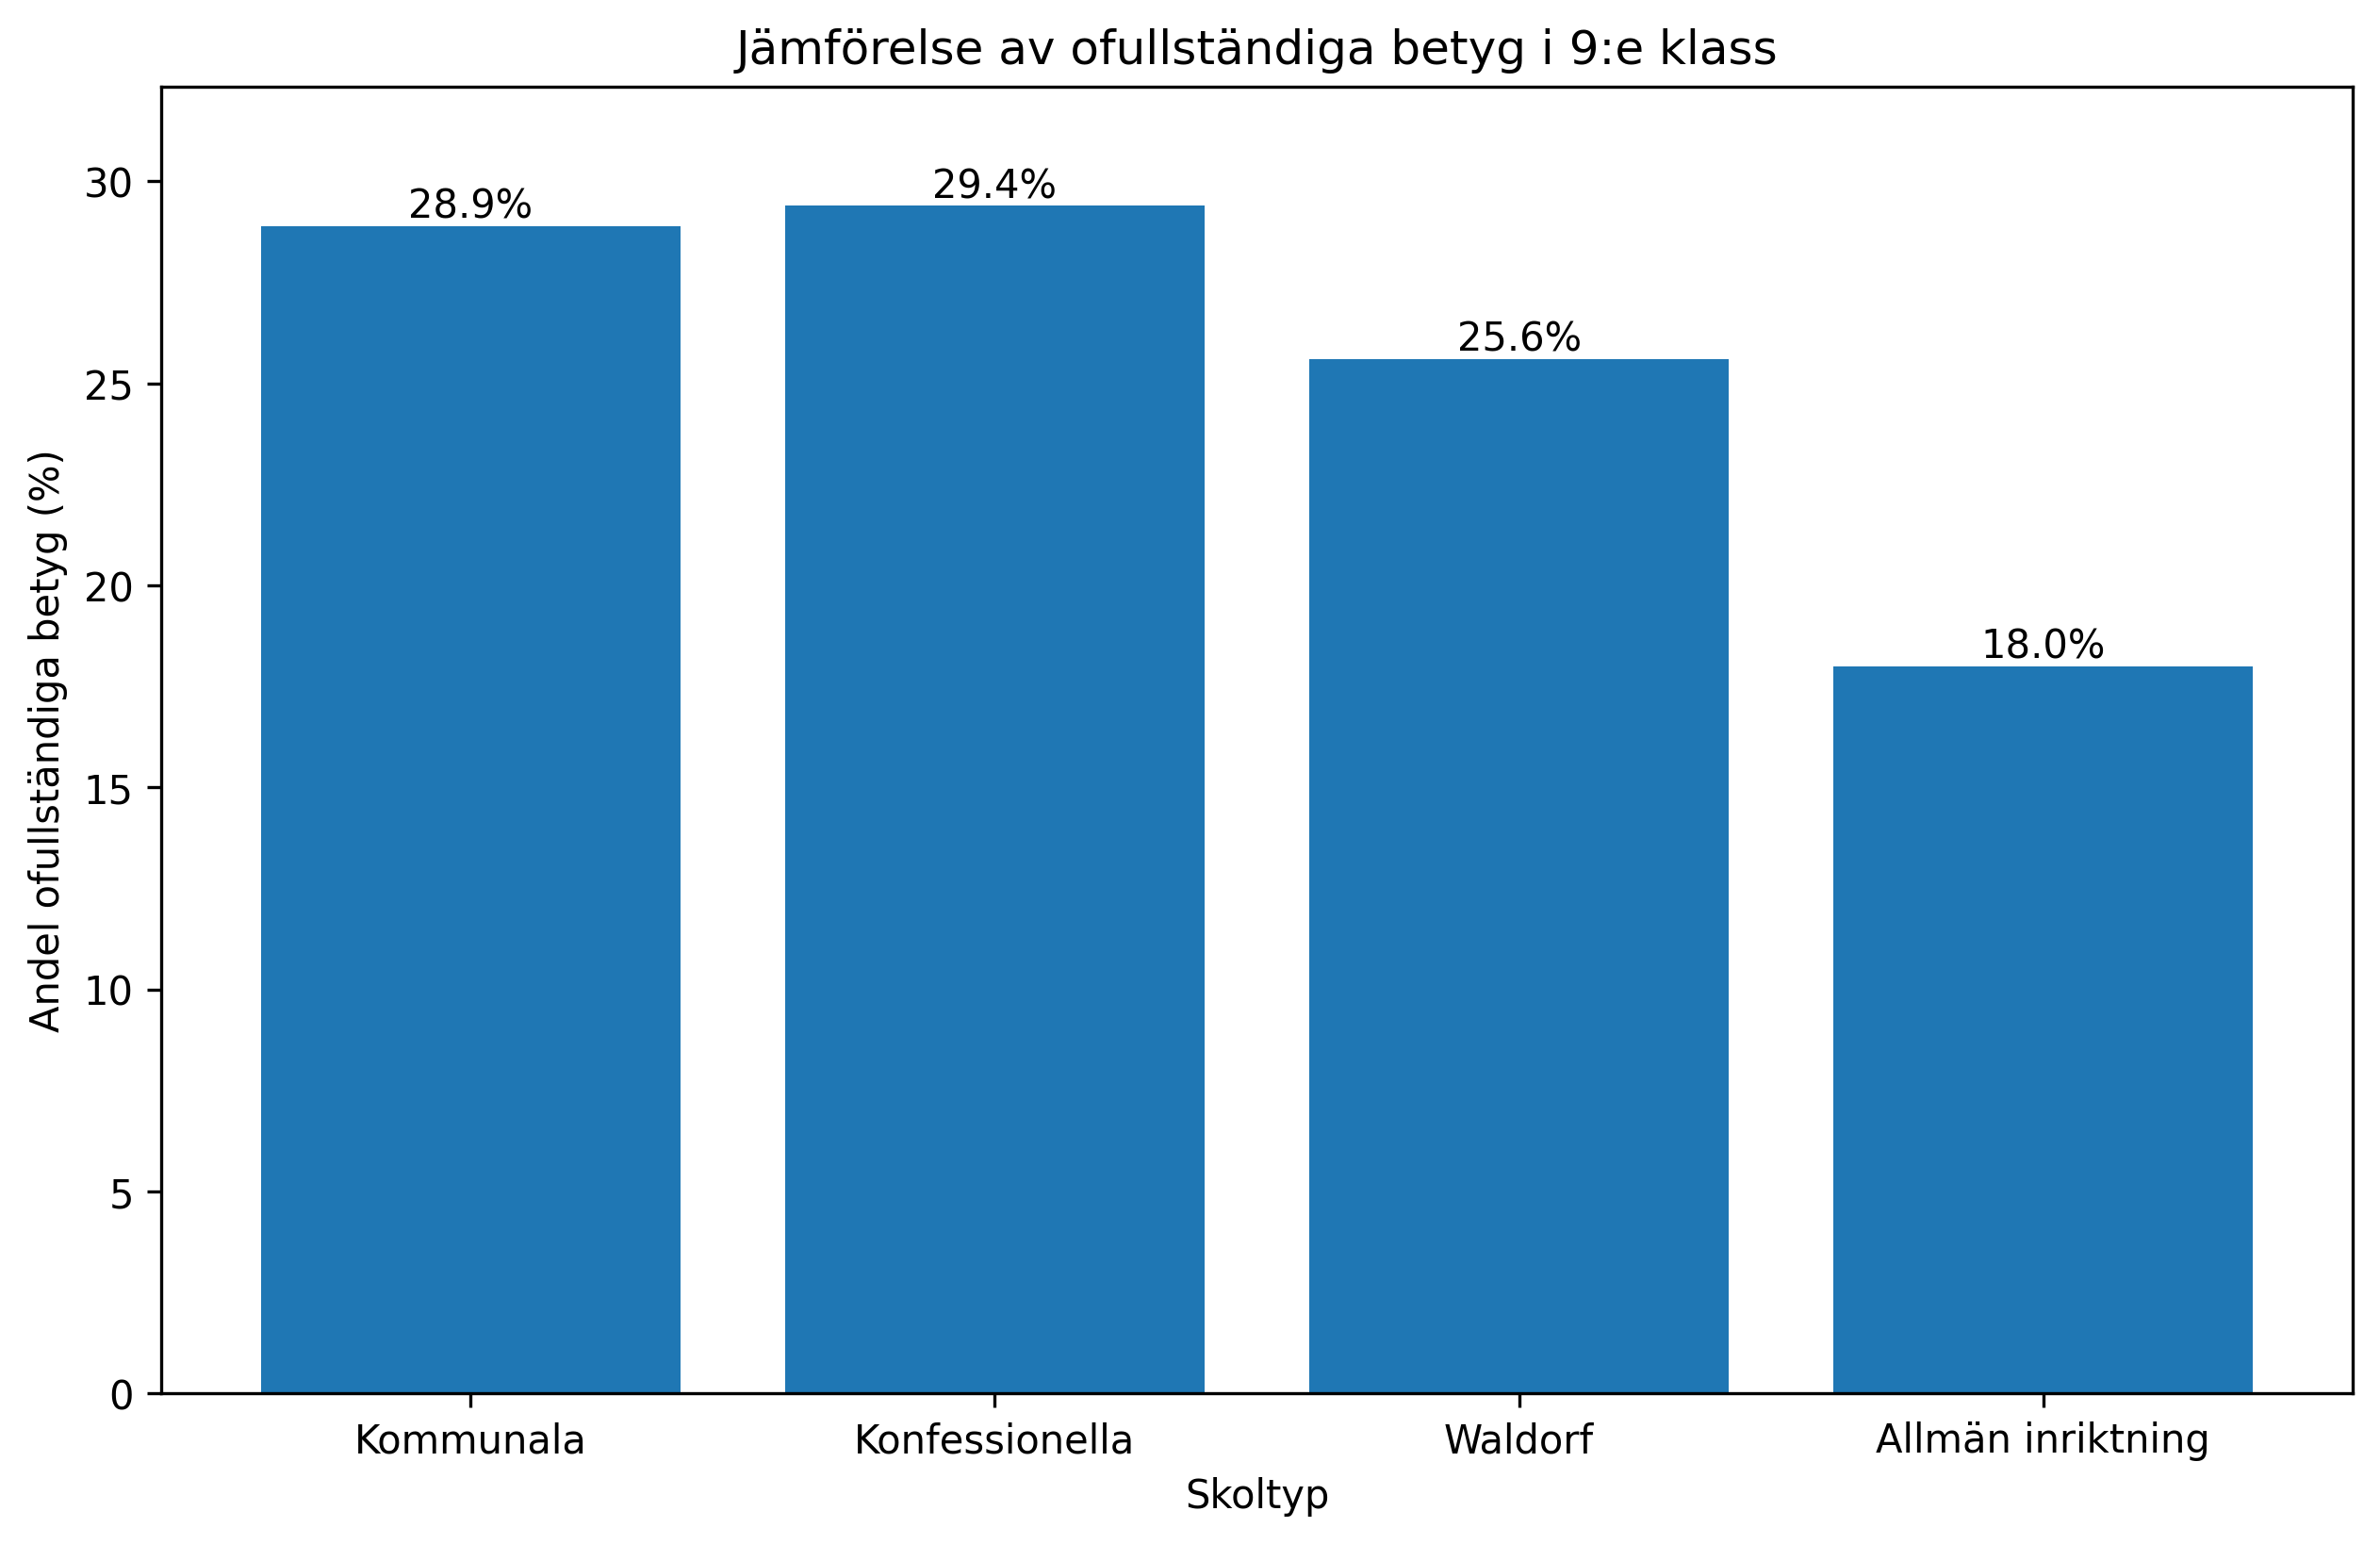 Jämförelse av ofullständiga betyg i 9:e klass
Andel ofullständiga betyg (%)
30
25
20
15
10
5
0
28.9%
29.4%
25.6%
18.0%
Kommunala
Konfessionella
Waldorf
Allmän inriktning
Skoltyp